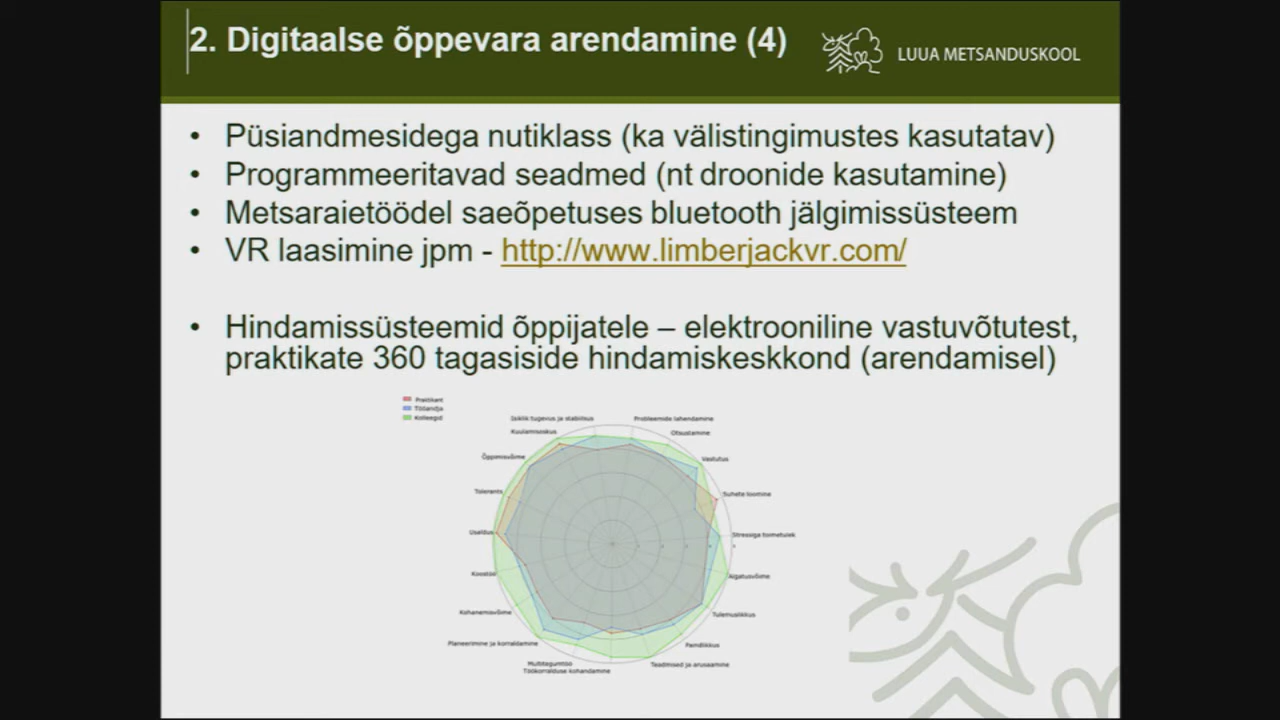 2. Digitaalse õppevara arendamine (4)
LUUA METSANDUSKOOL
• Püsiandmesidega nutiklass (ka välistingimustes kasutatav)
• Programmeeritavad seadmed (nt droonide kasutamine)
• Metsaraietöödel saeõpetuses bluetooth jälgimissüsteem
• VR laasimine jpm - http://www.limberjackvr.com/
• Hindamissüsteemid õppijatele – elektrooniline vastuvõtutest,
praktikate 360 tagasiside hindamiskeskkond (arendamisel)
Praktikant
Tööandja
Kolleegid
Isiklik tugevus ja stabiilsus
Probleemide lahendamine
Kuulamisoskus
Otsustamine
Õppimisvõime
Vastutus
Tolerants
Suhete loomine
Usaldus
Stressiga toimetulek
Koostöö
Algatusvõime
Kohanemisvõime
Tulemuslikkus
Planeerimine ja korraldamine
Paindlikkus
Teadmised ja arusaamine
Töökorralduse kohandamine